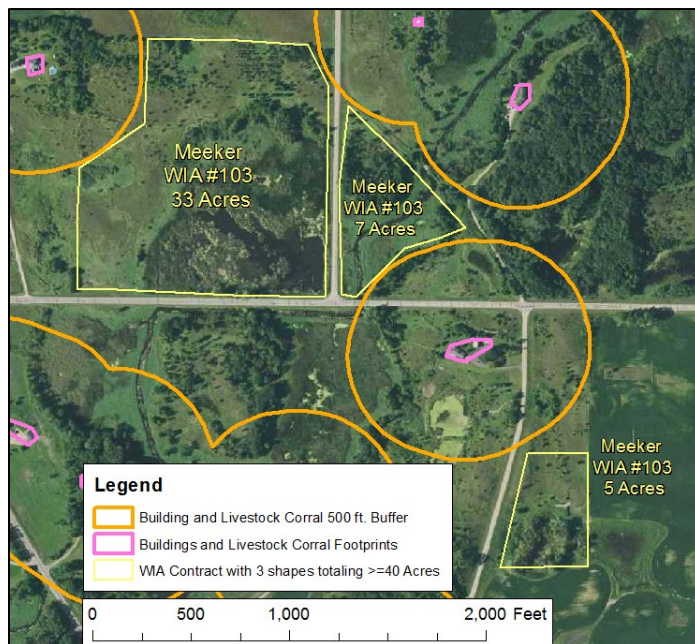 Meeker
WIA #103
33 Acres
Meeker
WIA #103
7 Acres
Meeker
WIA #103
5 Acres
Legend
Building and Livestock Corral 500 ft. Buffer
Buildings and Livestock Corral Footprints
WIA Contract with 3 shapes totaling >=40 Acres
0 500 1,000 2,000 Feet